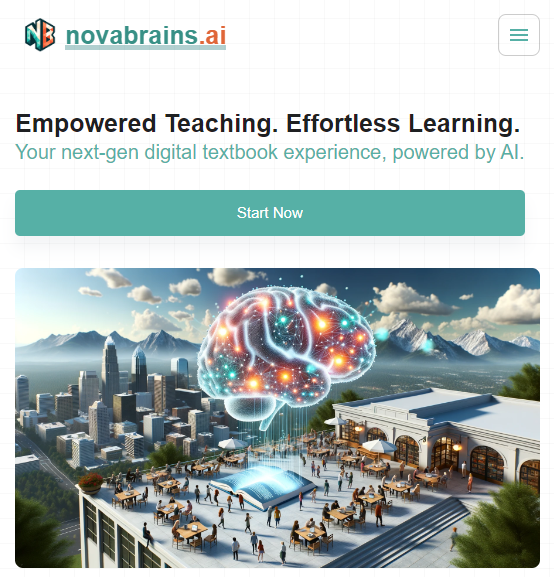 NB
novabrains.ai
Empowered Teaching. Effortless Learning.
Your next-gen digital textbook experience, powered by AI.
Start Now